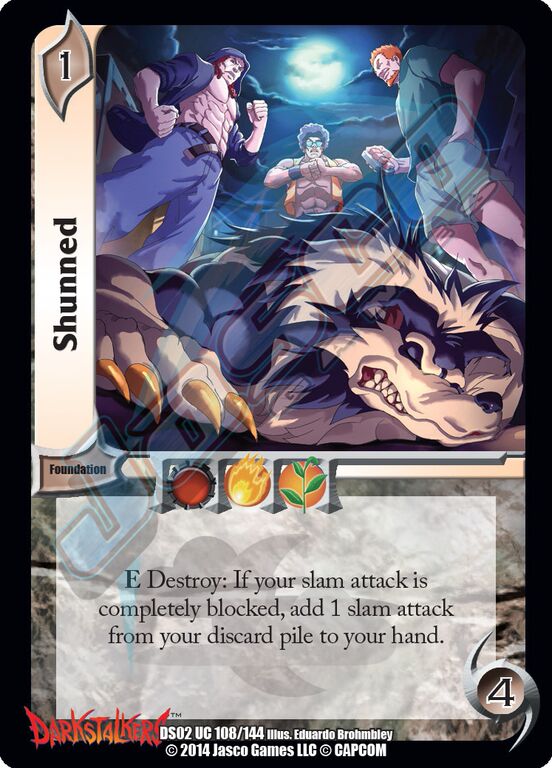 1
Shunned
Foundation
E Destroy: If your slam attack is
completely blocked, add 1 slam attack
from your discard pile to your hand.
4
DARKSTALKERS™
DS02 UC 108/144 Illus. Eduardo Brohmbley
© 2014 Jasco Games LLC © CAPCOM